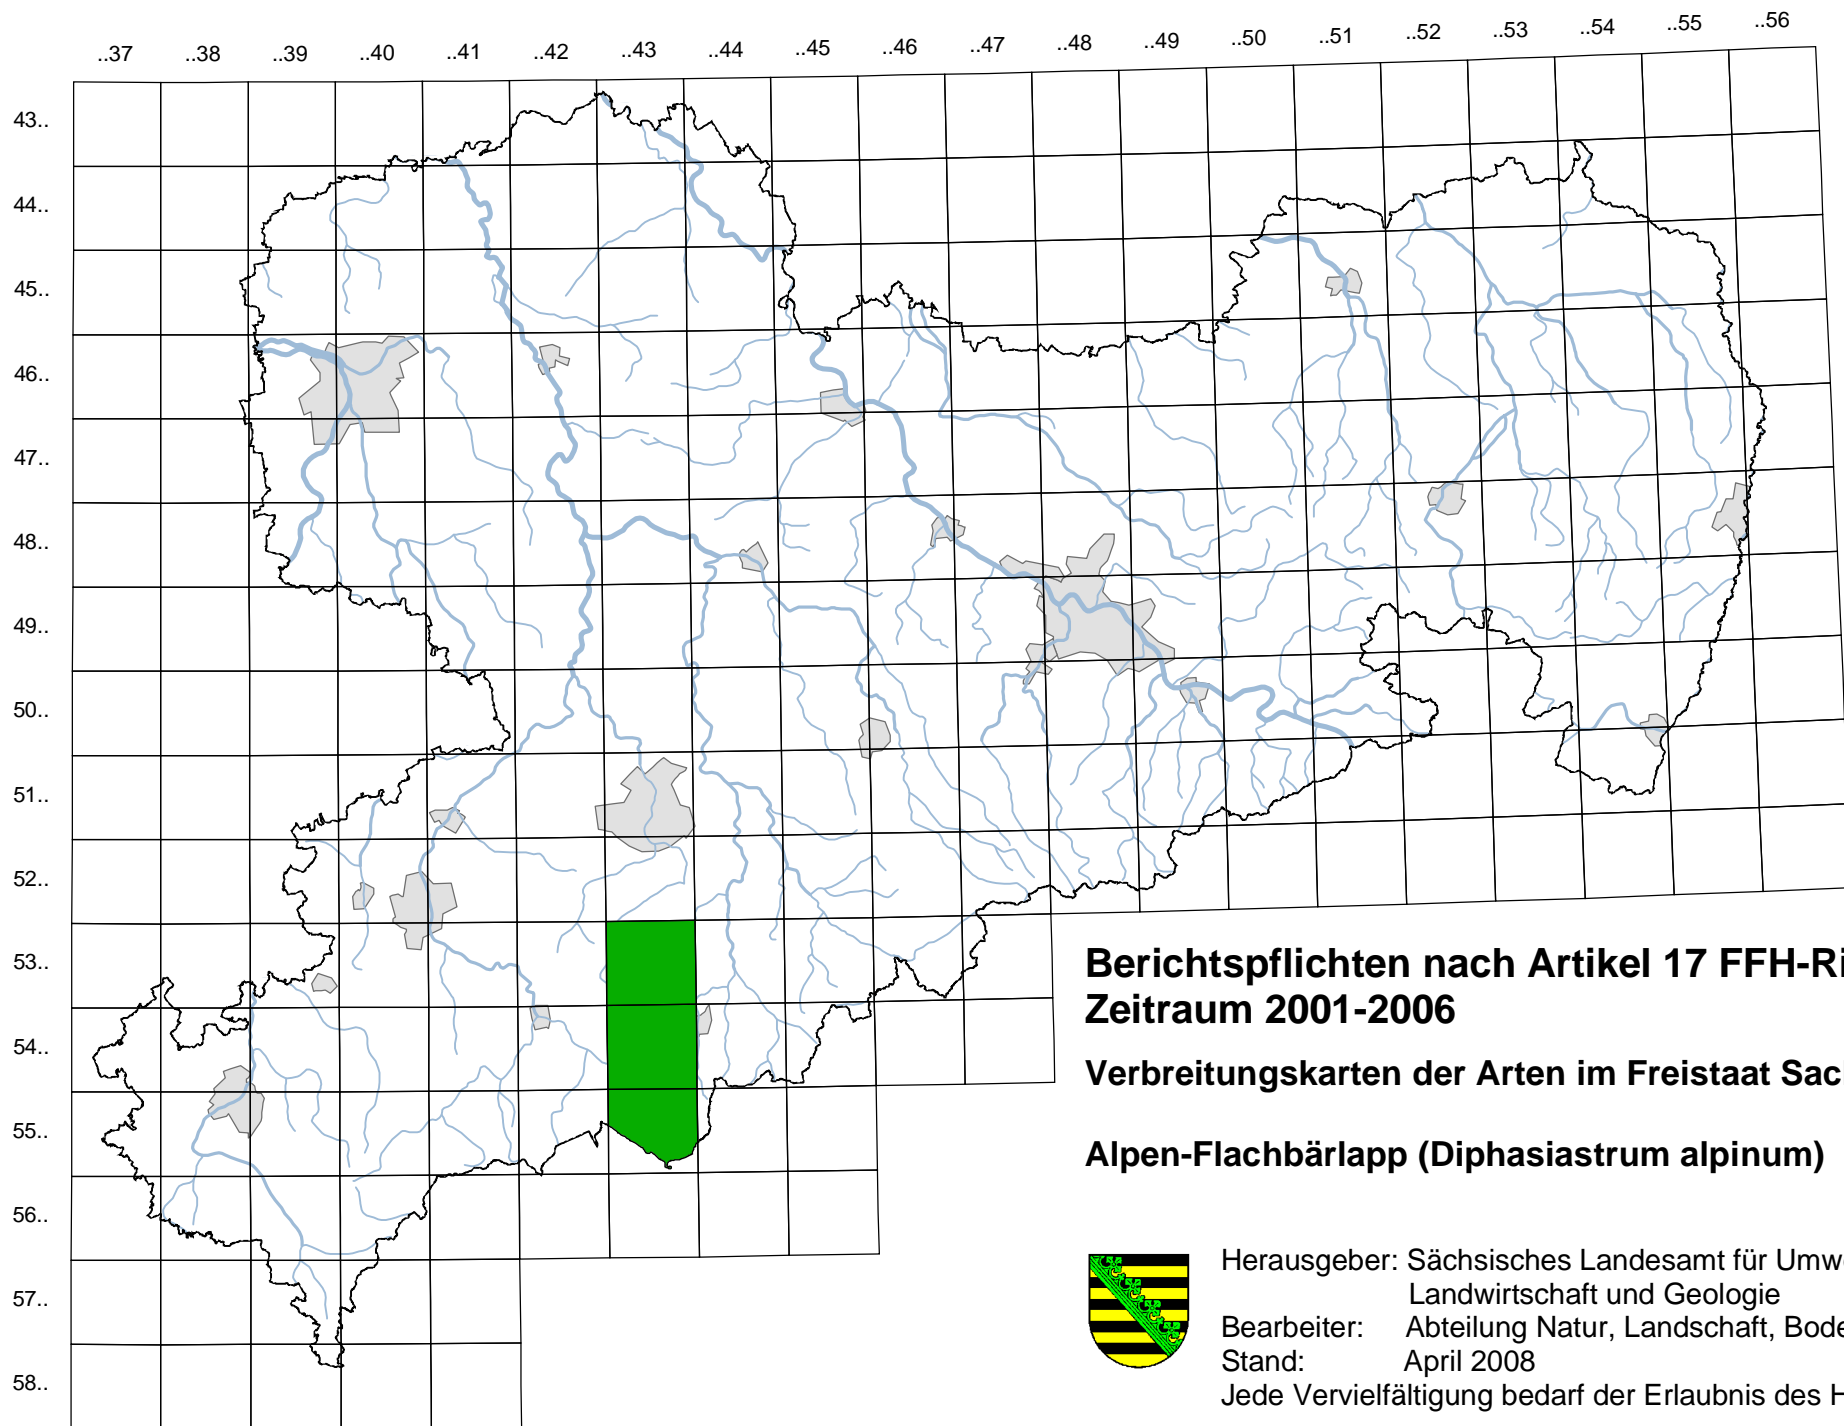 ..37 ..38 ..39 ..40 ..41 ..42 ..43 ..44 ..45 ..46 ..47 ..48 ..49 ..50 ..51 ..52 ..53 ..54 ..55 ..56
43..
44..
45..
46..
47..
48..
49..
50..
51..
52..
53..
54..
55..
56..
57..
58..
Berichtspflichten nach Artikel 17 FFH-Ri
Zeitraum 2001-2006
Verbreitungskarten der Arten im Freistaat Sac
Alpen-Flachbärlapp (Diphasiastrum alpinum)
Herausgeber: Sächsisches Landesamt für Umw
Landwirtschaft und Geologie
Bearbeiter: Abteilung Natur, Landschaft, Bode
Stand: April 2008
Jede Vervielfältigung bedarf der Erlaubnis des H